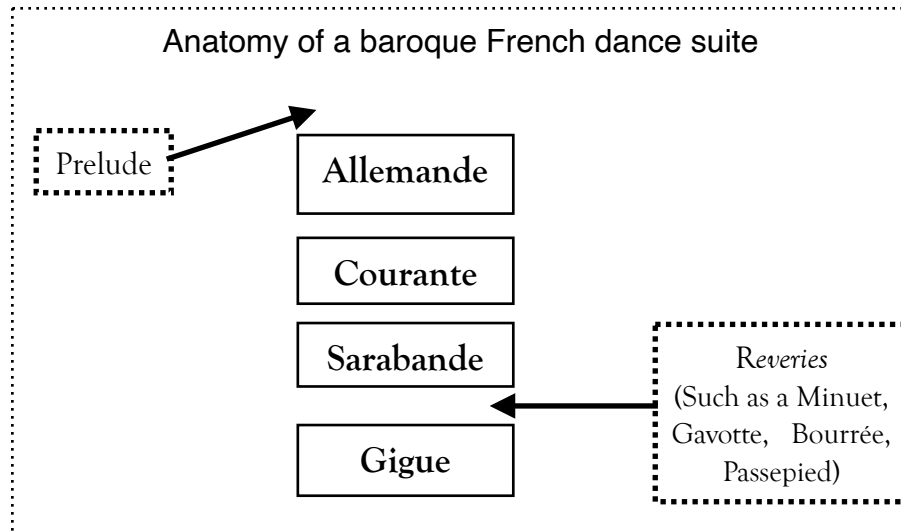 Anatomy of a baroque French dance suite
Prelude
Allemande
Courante
Sarabande
Reveries
(Such as a Minuet,
Gavotte, Bourrée,
Passepied)
Gigue